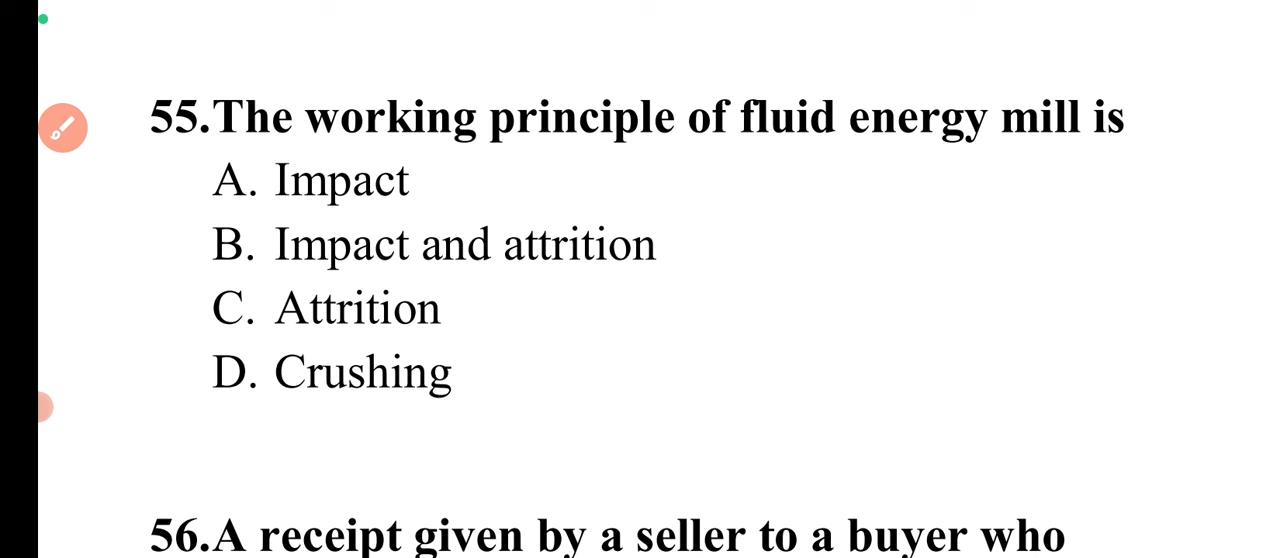 55.The working principle of fluid energy mill is
A. Impact
B. Impact and attrition
C. Attrition
D. Crushing
56.A receipt given by a seller to a buyer who